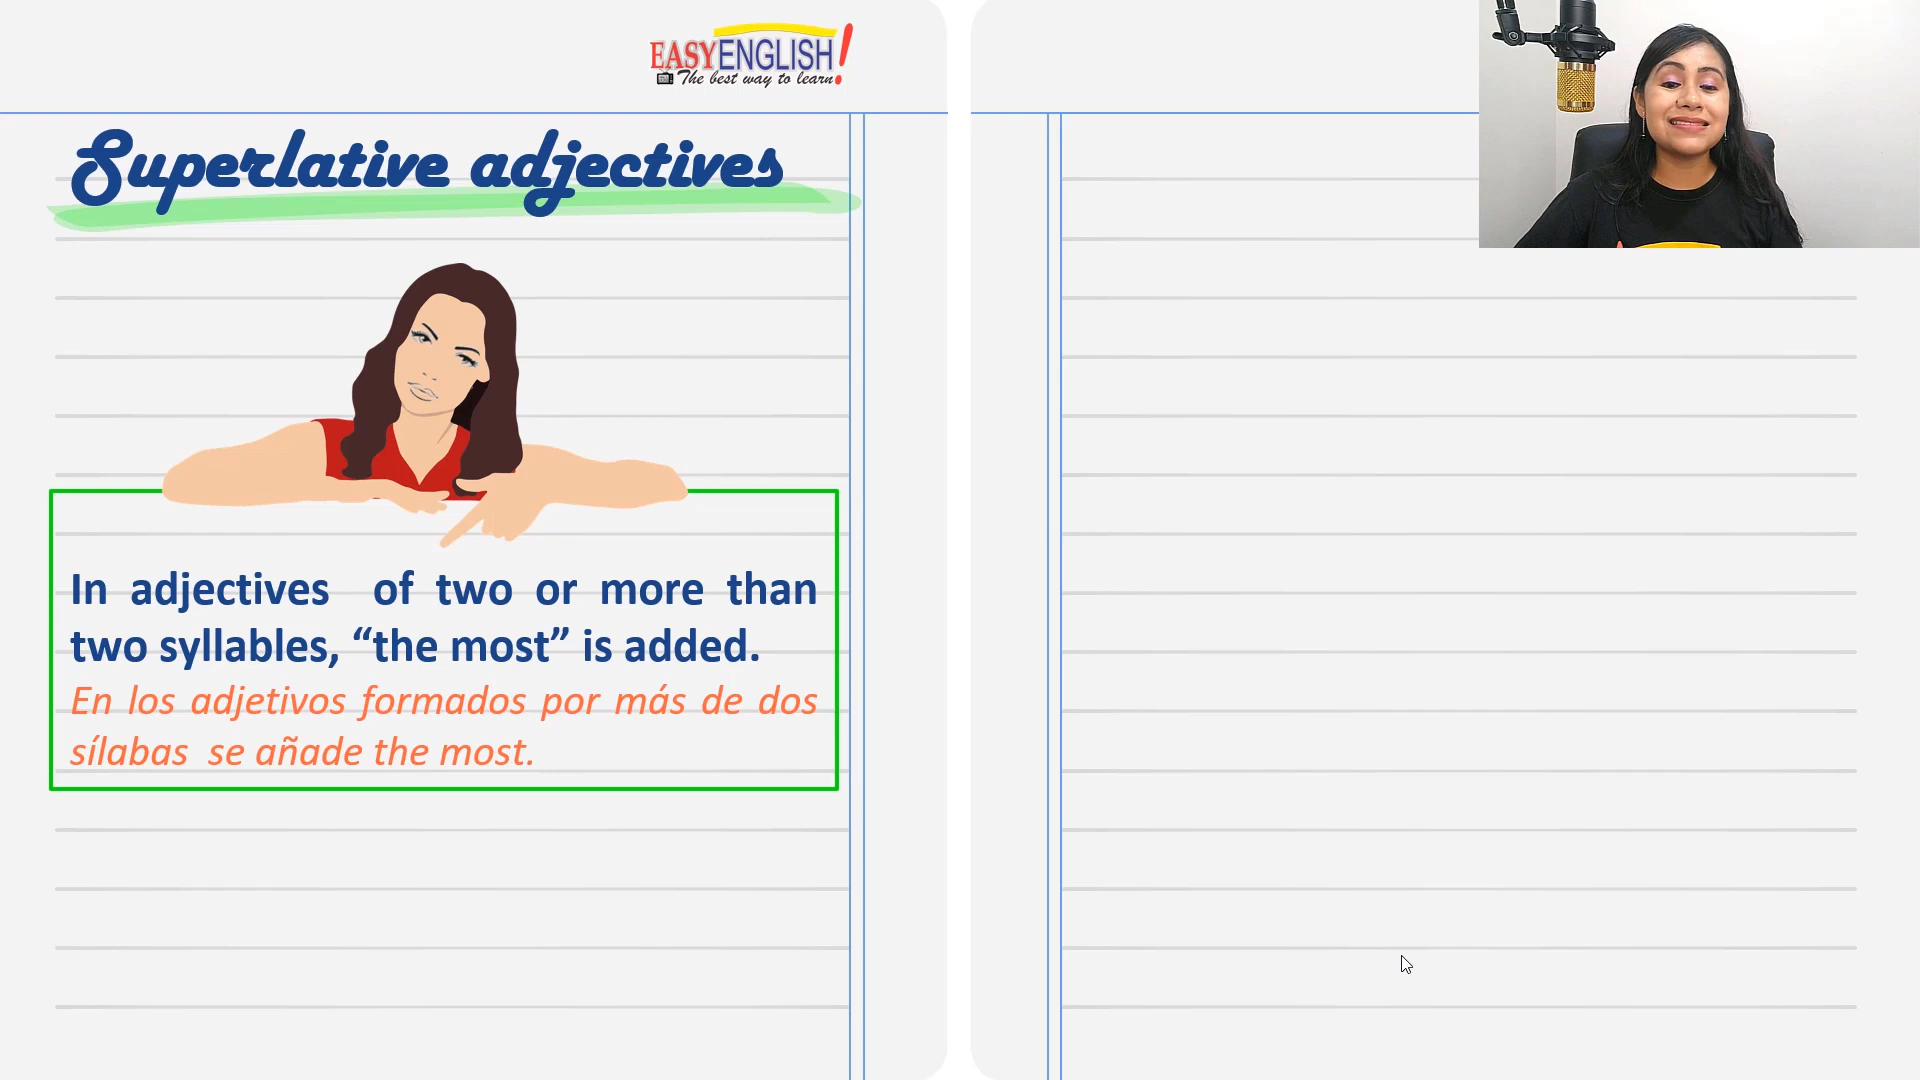 EASYENGLISH!
The best way to learn!
Superlative adjectives
In adjectives of two or more than
two syllables, “the most” is added.
En los adjetivos formados por más de dos
sílabas se añade the most.